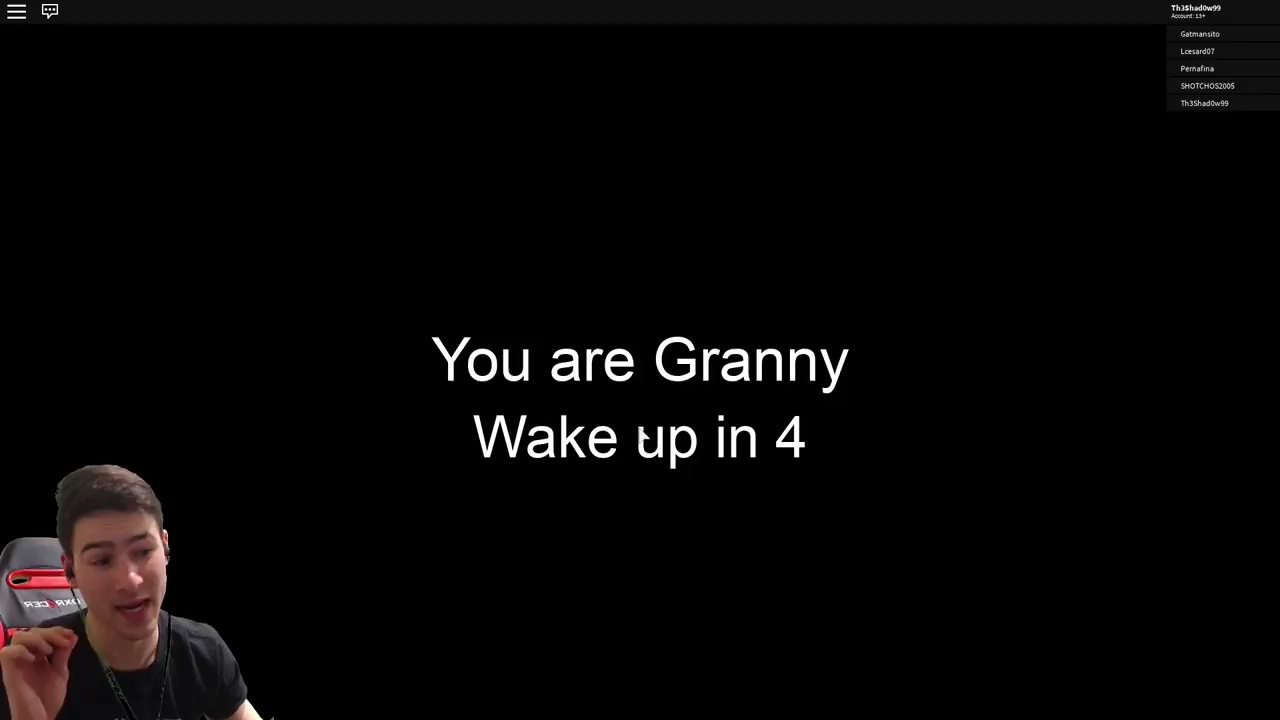 Th3Shad0w99
Account: 13+
Gatmansito
Lcesard07
Pernafina
SHOTCHOS2005
Th3Shad0w99
You are Granny
Wake up in 4